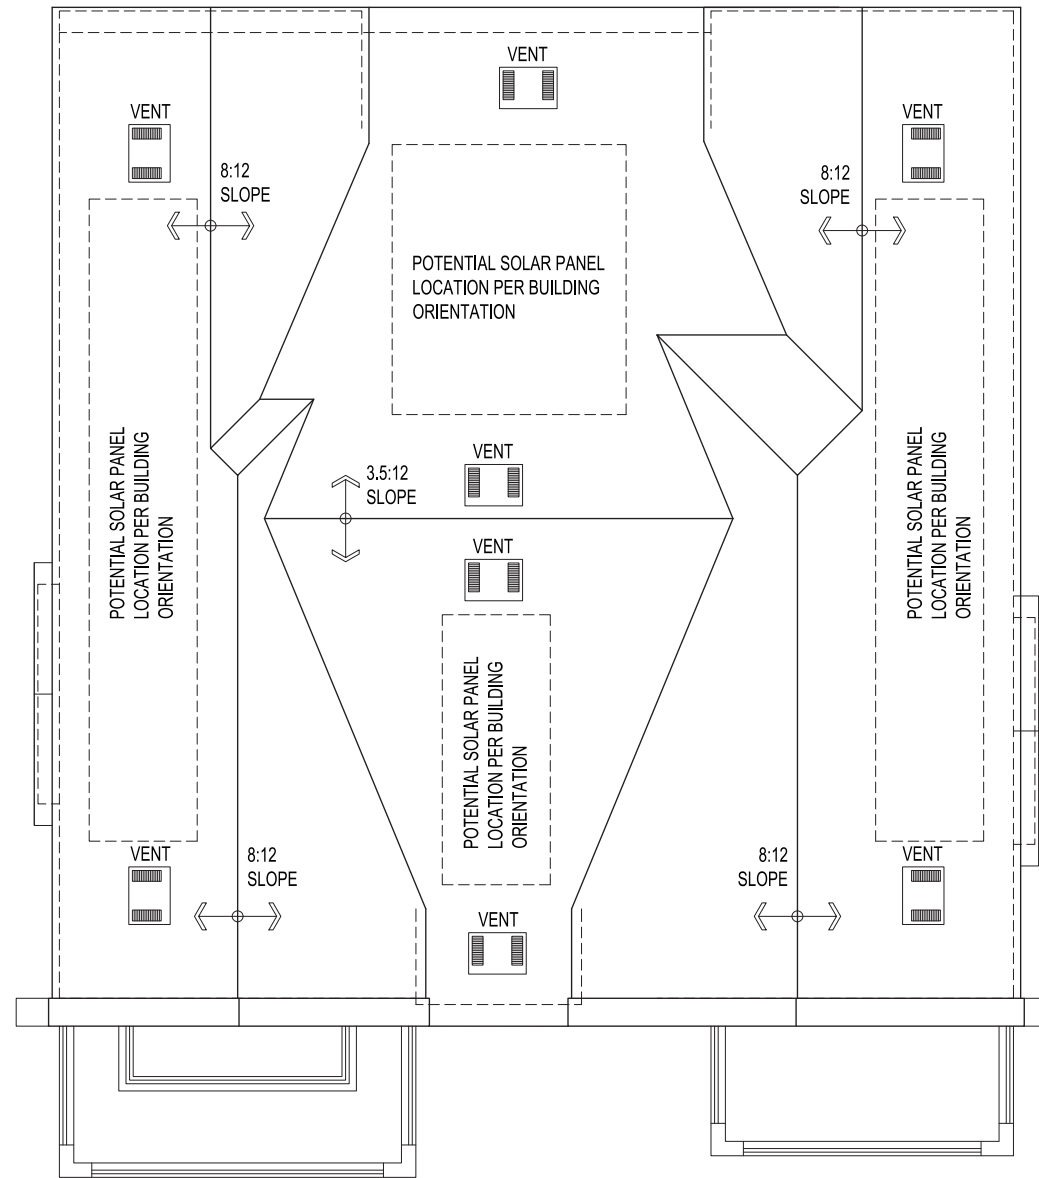 VENT
VENT
VENT
8:12
SLOPE
8:12
SLOPE
POTENTIAL SOLAR PANEL
LOCATION PER BUILDING
ORIENTATION
POTENTIAL SOLAR PANEL
LOCATION PER BUILDING
ORIENTATION
VENT
3.5:12
SLOPE
POTENTIAL SOLAR PANEL
LOCATION PER BUILDING
ORIENTATION
VENT
POTENTIAL SOLAR PANEL
LOCATION PER BUILDING
ORIENTATION
VENT
8:12
SLOPE
8:12
SLOPE
VENT
VENT